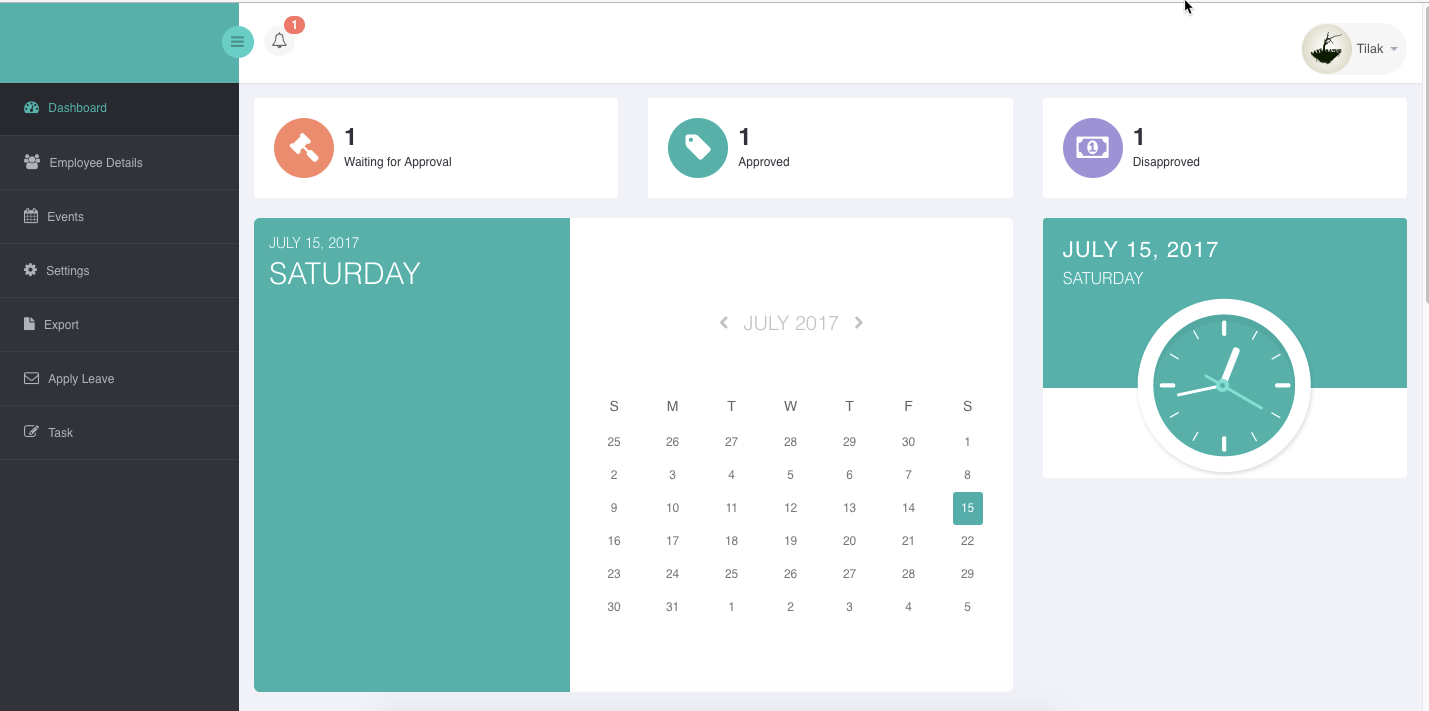 1
Tilak
Dashboard
Employee Details
Events
Settings
Export
Apply Leave
Task
1
Waiting for Approval
1
Approved
1
1
Disapproved
JULY 15, 2017
SATURDAY
JULY 2017
S M T W T F S
25 26 27 28 29 30 1
2 3 4 5 6 7 8
9 10 11 12 13 14 15
16 17 18 19 20 21 22
23 24 25 26 27 28 29
30 31 1 2 3 4 5
JULY 15, 2017
SATURDAY